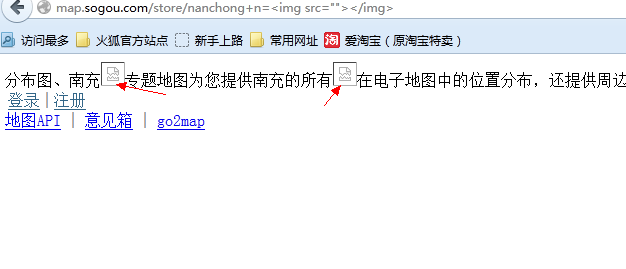 map.sogou.com/store/nanchong+n=<img src=""></img>
访问最多 火狐官方站点 新手上路 常用网址 淘 爱淘宝（原淘宝特卖）
分布图、南充专题地图为您提供南充的所有在电子地图中的位置分布，还提供周边
登录 | 注册
地图API | 意见箱 | go2map